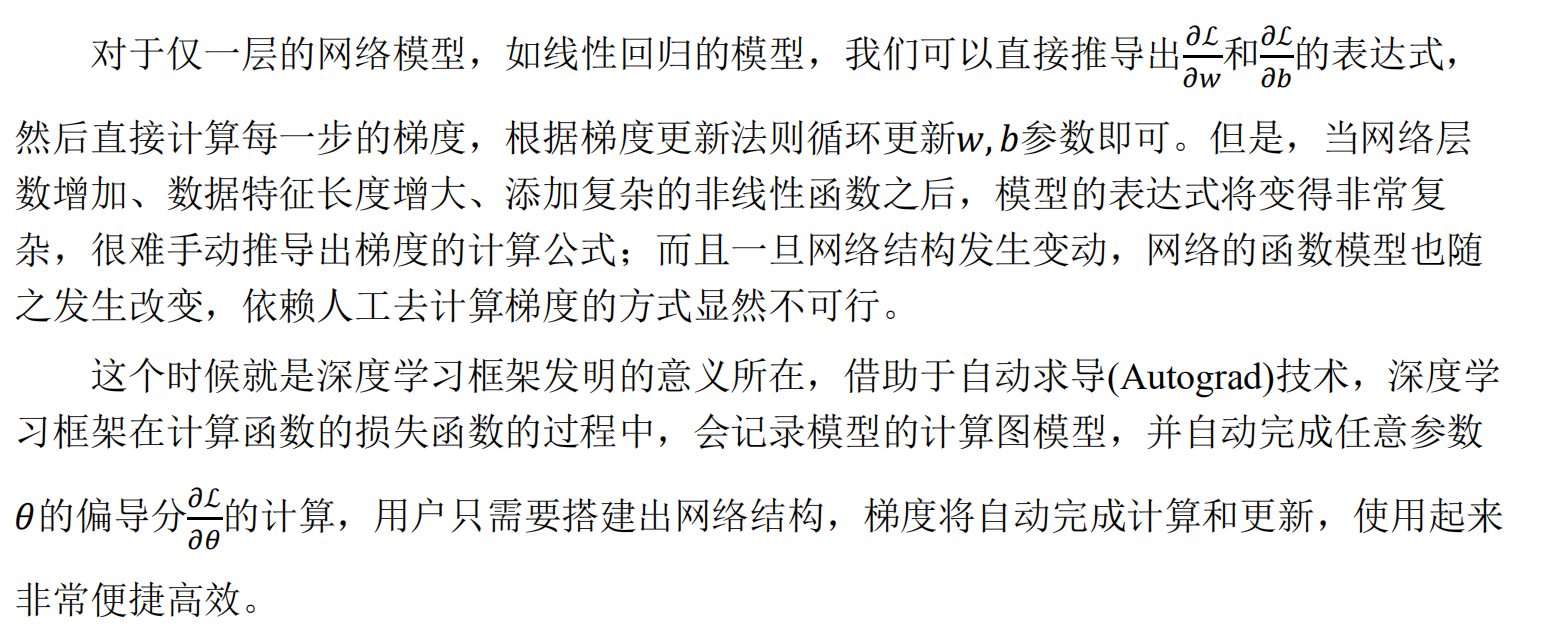 对于仅一层的网络模型，如线性回归的模型，我们可以直接推导出∂ℒ/∂w和∂ℒ/∂b的表达式，
然后直接计算每一步的梯度，根据梯度更新法则循环更新w, b参数即可。但是，当网络层
数增加、数据特征长度增大、添加复杂的非线性函数之后，模型的表达式将变得非常复
杂，很难手动推导出梯度的计算公式；而且一旦网络结构发生变动，网络的函数模型也随
之发生改变，依赖人工去计算梯度的方式显然不可行。
这个时候就是深度学习框架发明的意义所在，借助于自动求导(Autograd)技术，深度学
习框架在计算函数的损失函数的过程中，会记录模型的计算图模型，并自动完成任意参数
θ的偏导分∂ℒ/∂θ的计算，用户只需要搭建出网络结构，梯度将自动完成计算和更新，使用起来
非常便捷高效。